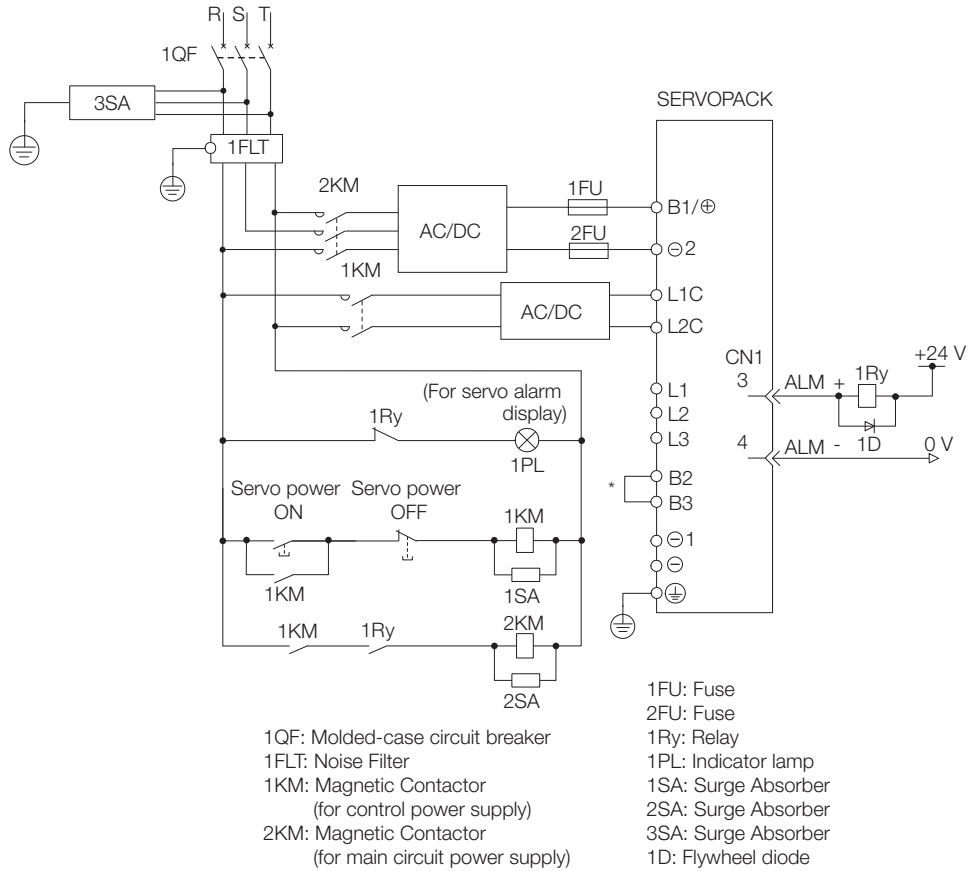 R S T
1QF
3SA
SERVOPACK
1FLT
2KM
1FU
B1/⊕
AC/DC
2FU
⊖2
1KM
L1C
AC/DC
L2C
CN1
+24 V
3
ALM +
1Ry
L1
(For servo alarm
display)
1Ry
L2
1PL
L3
4
ALM -
1D
0 V
B2
*
B3
Servo power
ON
Servo power
OFF
1KM
⊖1
1KM
1SA
⊖
1KM
1Ry
2KM
2SA
1FU: Fuse
2FU: Fuse
1QF: Molded-case circuit breaker
1Ry: Relay
1FLT: Noise Filter
1PL: Indicator lamp
1KM: Magnetic Contactor
(for control power supply)
1SA: Surge Absorber
2SA: Surge Absorber
2KM: Magnetic Contactor
(for main circuit power supply)
3SA: Surge Absorber
1D: Flywheel diode